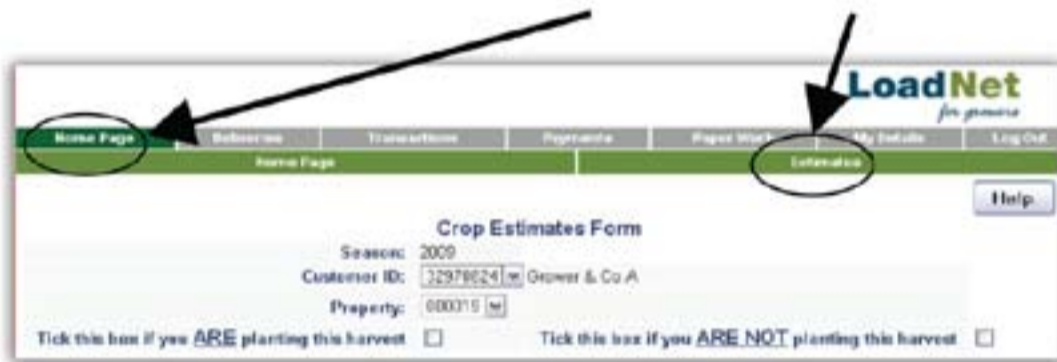 LoadNet
for growers
Home Page Deliveries Transactions Payments Paper Work My Details Log Out
Home Page Estimates
Help
Crop Estimates Form
Season: 2009
Customer ID: 32978824 Grower & Co A
Property:
Tick this box if you ARE planting this harvest Tick this box if you ARE NOT planting this harvest